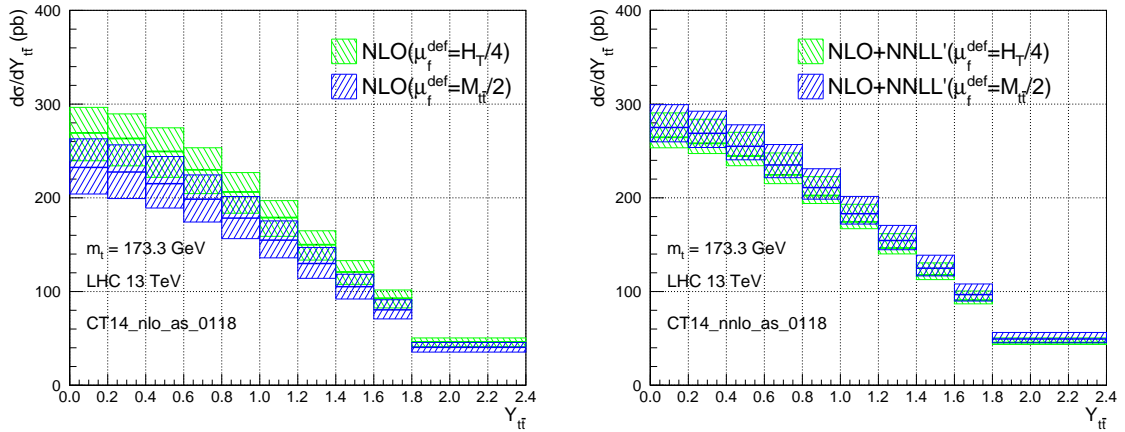 400
300
200
100
0
dσ/dY_{tt̄} (pb)
NLO(μ_f^{def}=H_T/4)
NLO(μ_f^{def}=M_{tt̄}/2)
m_t = 173.3 GeV
LHC 13 TeV
CT14_nlo_as_0118
0.0 0.2 0.4 0.6 0.8 1.0 1.2 1.4 1.6 1.8 2.0 2.2 2.4
Y_{tt̄}
400
300
200
100
0
dσ/dY_{tt̄} (pb)
NLO+NNLL'(μ_f^{def}=H_T/4)
NLO+NNLL'(μ_f^{def}=M_{tt̄}/2)
m_t = 173.3 GeV
LHC 13 TeV
CT14_nnlo_as_0118
0.0 0.2 0.4 0.6 0.8 1.0 1.2 1.4 1.6 1.8 2.0 2.2 2.4
Y_{tt̄}